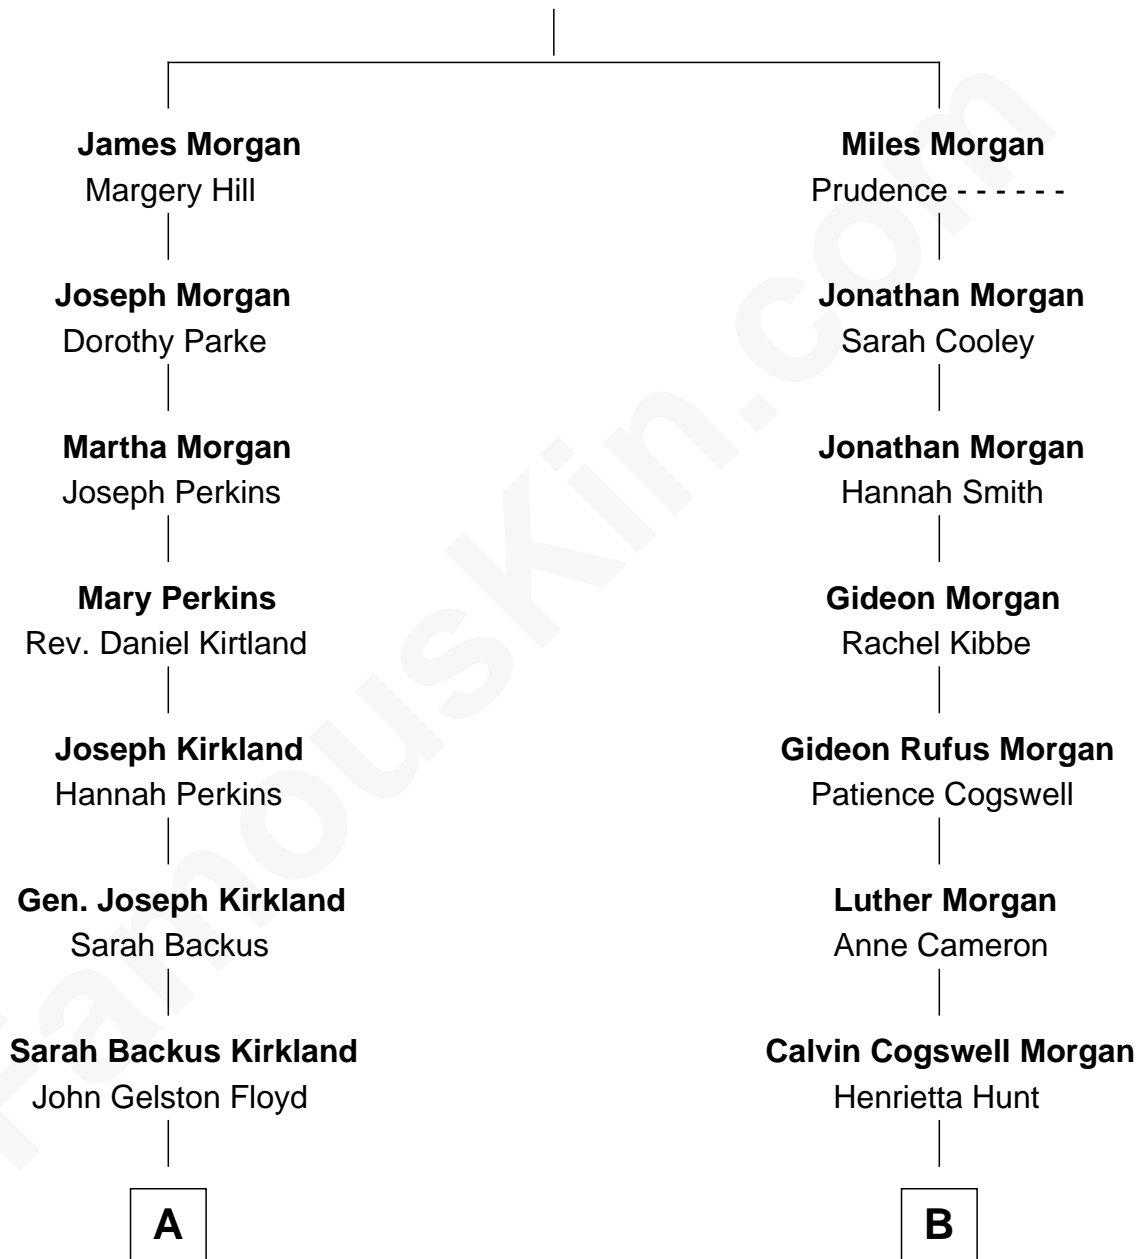 James Morgan
Margery Hill
Joseph Morgan
Dorothy Parke
Martha Morgan
Joseph Perkins
Mary Perkins
Rev. Daniel Kirtland
Joseph Kirkland
Hannah Perkins
Gen. Joseph Kirkland
Sarah Backus
Sarah Backus Kirkland
John Gelston Floyd
A
Miles Morgan
Prudence - - - - - -
Jonathan Morgan
Sarah Cooley
Jonathan Morgan
Hannah Smith
Gideon Morgan
Rachel Kibbe
Gideon Rufus Morgan
Patience Cogswell
Luther Morgan
Anne Cameron
Calvin Cogswell Morgan
Henrietta Hunt
B
FamousKin.com